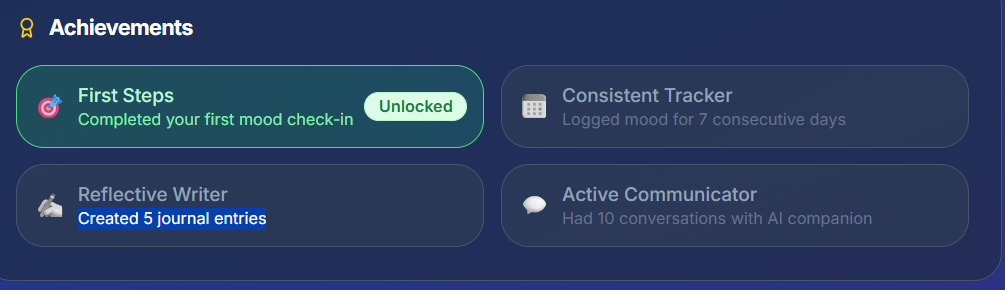 Achievements
First Steps
Completed your first mood check-in
Unlocked
Consistent Tracker
Logged mood for 7 consecutive days
Reflective Writer
Created 5 journal entries
Active Communicator
Had 10 conversations with AI companion